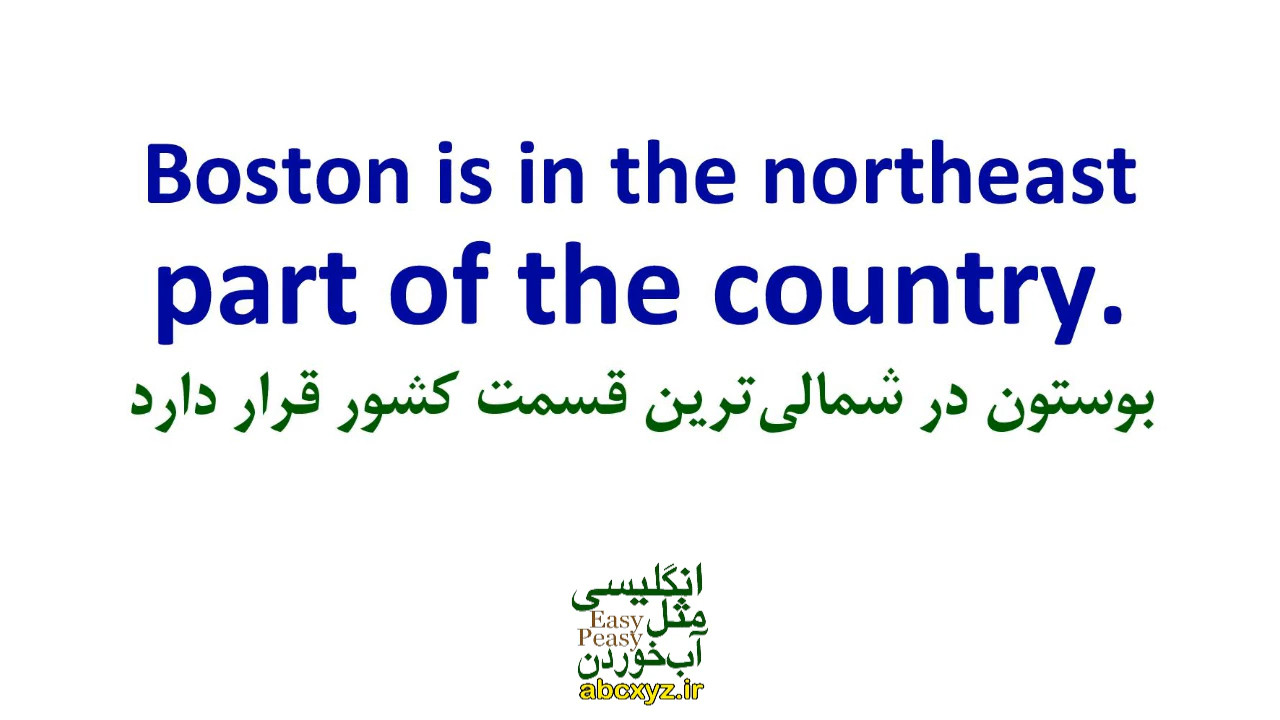 Boston is in the northeast
part of the country.
بوستون در شمالی‌ترین قسمت کشور قرار دارد
انگلیسی
مثل
Easy
Peasy
آب‌خوردن
abcxyz.ir